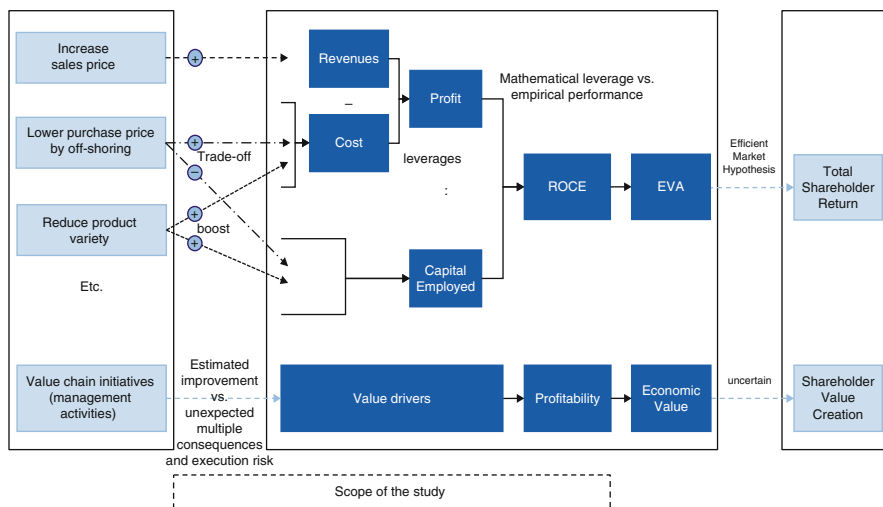 Increase
sales price
+
Revenues
–
Profit
Mathematical leverage vs.
empirical performance
Lower purchase price
by off-shoring
+
Trade-off
–
Cost
leverages
:
ROCE
EVA
Efficient
Market
Hypothesis
Total
Shareholder
Return
Reduce product
variety
+
boost
+
Etc.
Capital
Employed
Value chain initiatives
(management
activities)
Estimated
improvement
vs.
unexpected
multiple
consequences
and execution risk
Value drivers
Profitability
Economic
Value
uncertain
Shareholder
Value
Creation
Scope of the study